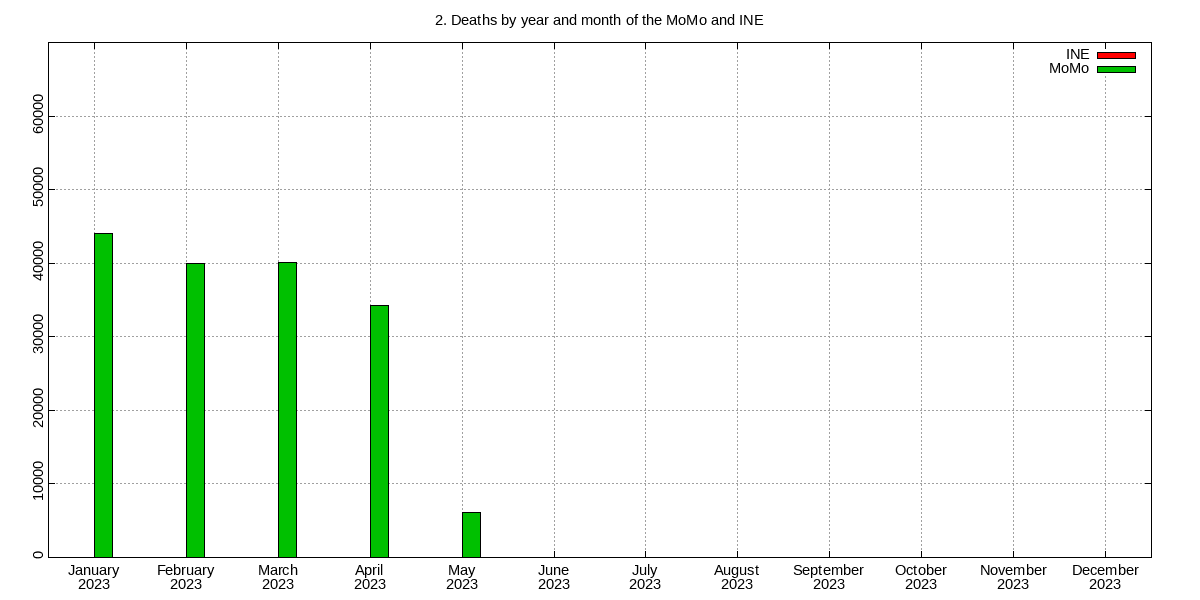 2. Deaths by year and month of the MoMo and INE
INE
MoMo
60000
50000
40000
30000
20000
10000
0
January February March April May June July August September October November December
2023 2023 2023 2023 2023 2023 2023 2023 2023 2023 2023 2023